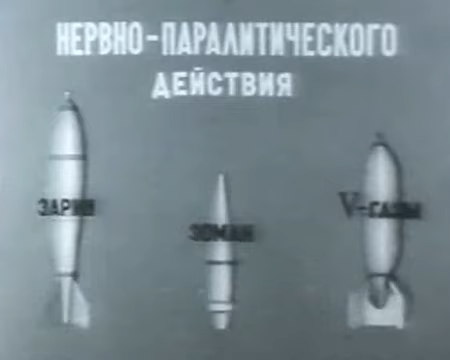 НЕРВНО-ПАРАЛИТИЧЕСКОГО
ДЕЙСТВИЯ
ЗАРИН
ЗОМАН
V-ГАЗЫ